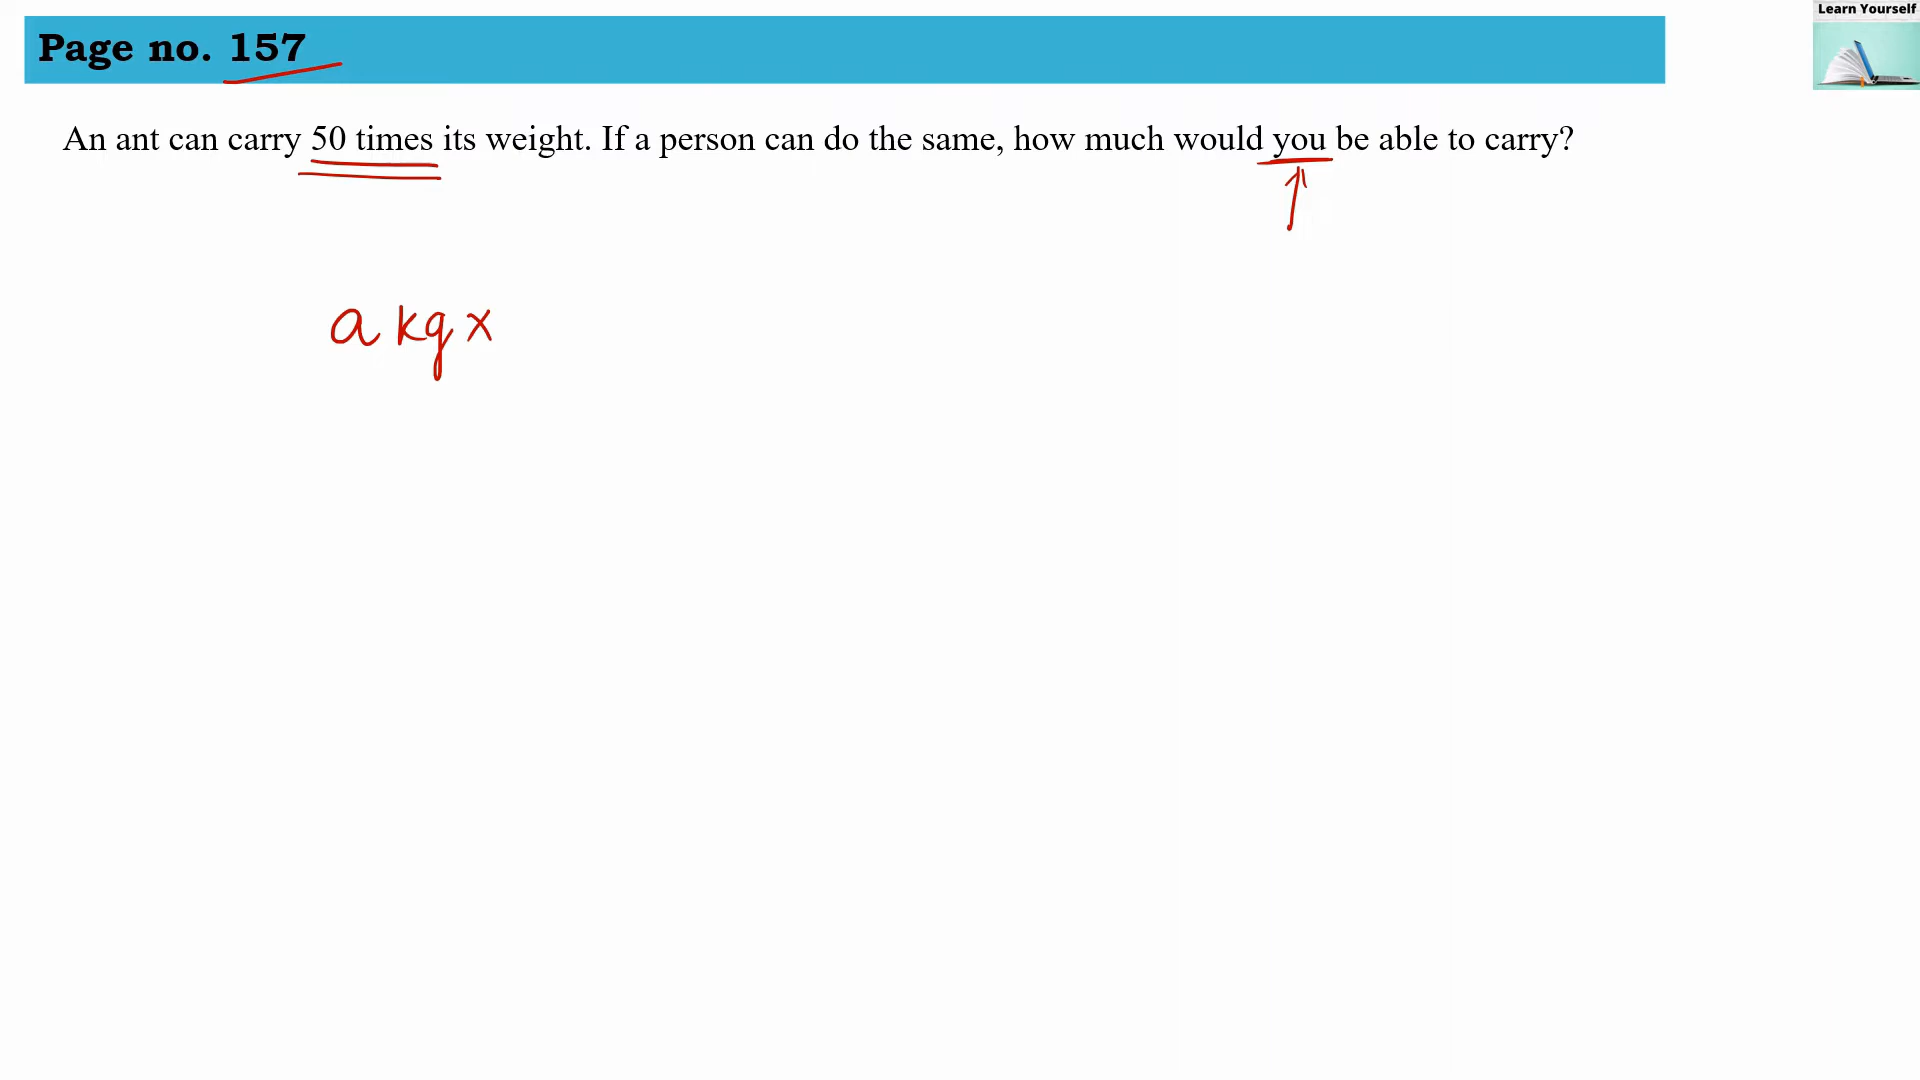 Learn Yourself
Page no. 157
An ant can carry 50 times its weight. If a person can do the same, how much would you be able to carry?
a kg ×